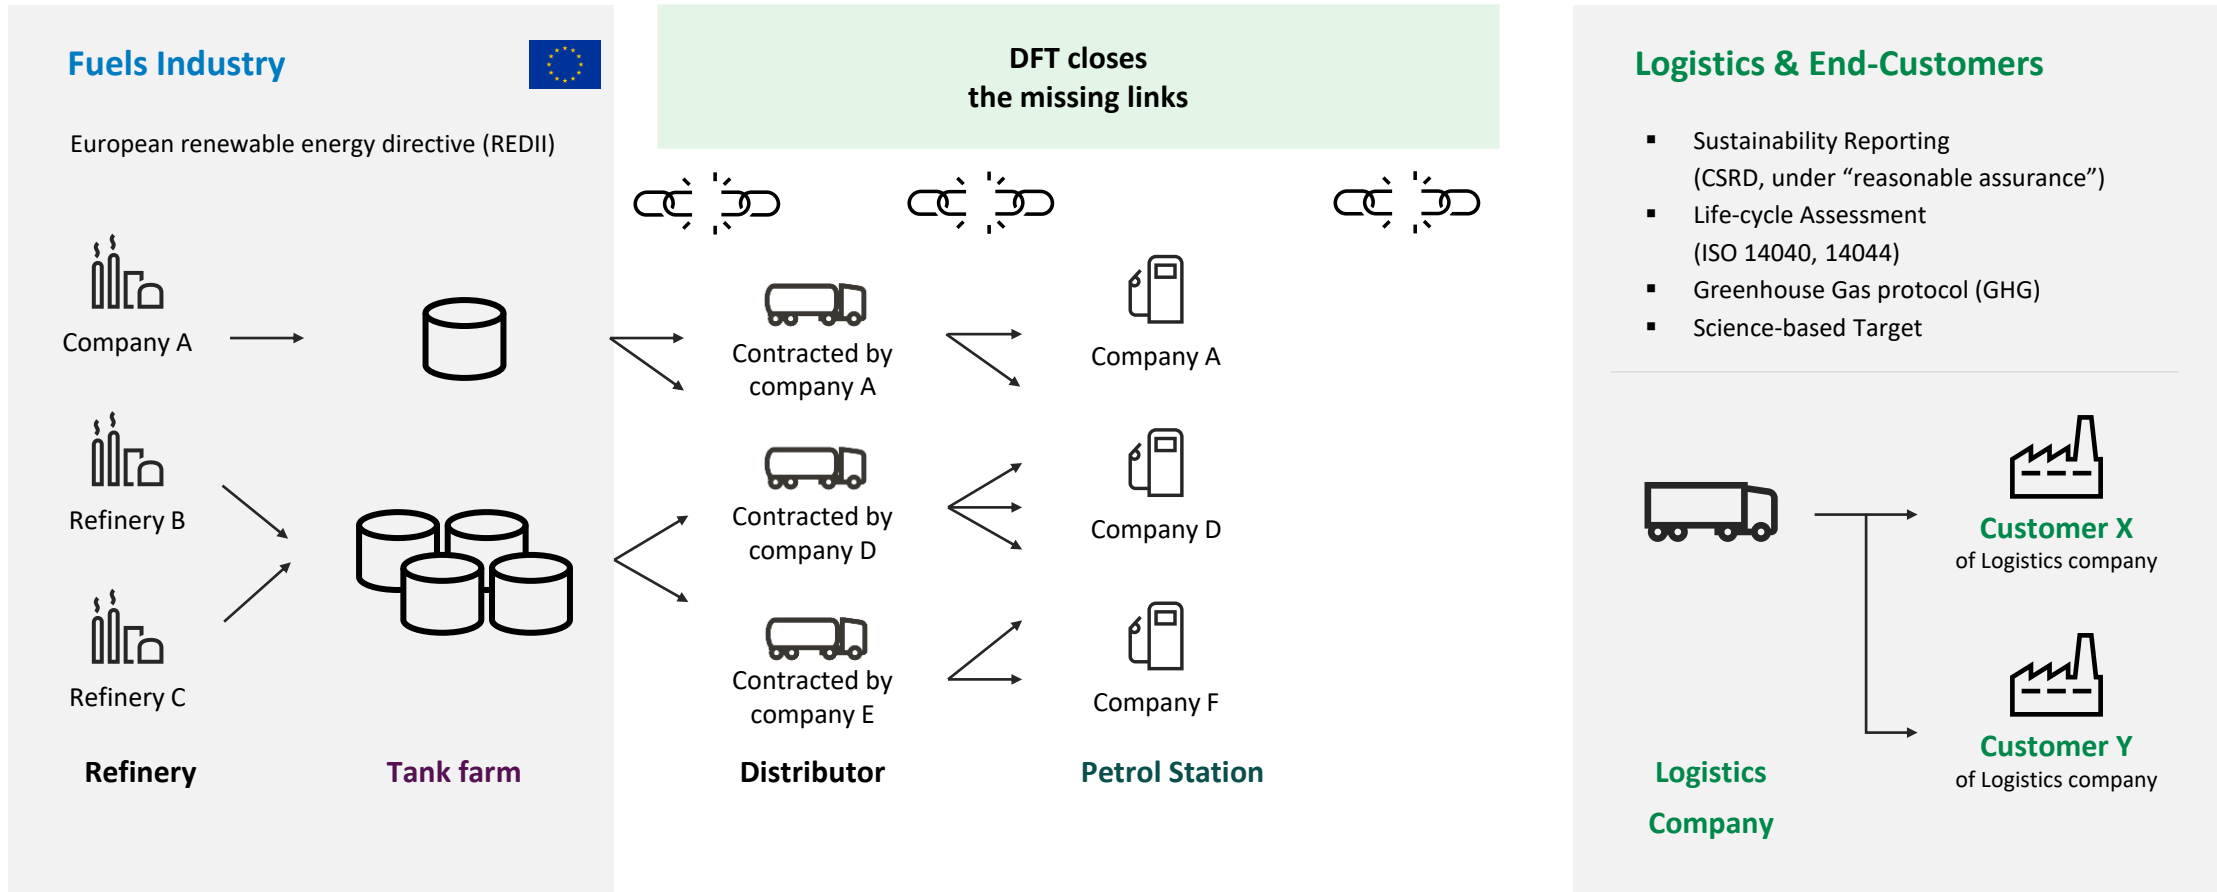 Fuels Industry
European renewable energy directive (REDII)
Company A
Refinery B
Refinery C
Refinery
Tank farm
DFT closes
the missing links
Contracted by
company A
Contracted by
company D
Contracted by
company E
Distributor
Company A
Company D
Company F
Petrol Station
Logistics & End-Customers
▪ Sustainability Reporting
(CSRD, under “reasonable assurance”)
▪ Life-cycle Assessment
(ISO 14040, 14044)
▪ Greenhouse Gas protocol (GHG)
▪ Science-based Target
Logistics
Company
Customer X
of Logistics company
Customer Y
of Logistics company